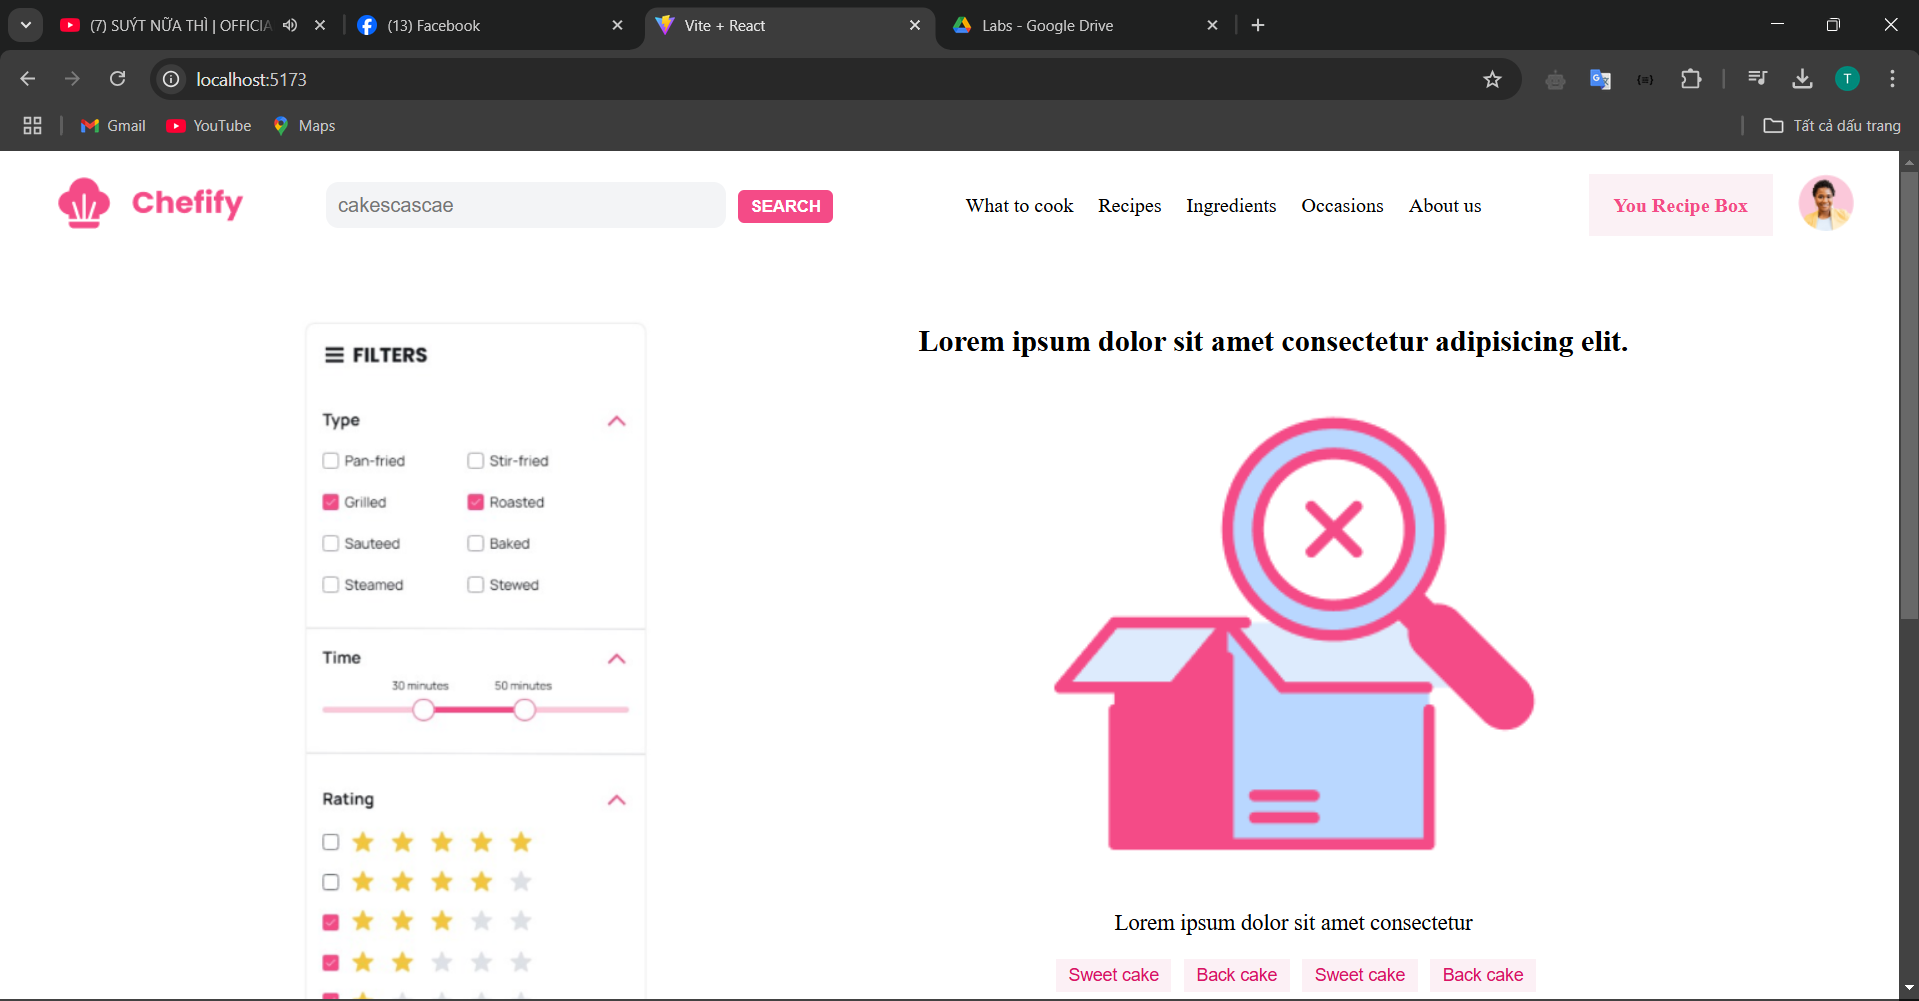 (7) SUÝT NỮA THÌ | OFFICIA
(13) Facebook
Vite + React
Labs - Google Drive
localhost:5173
T
Gmail
YouTube
Maps
Tất cả dấu trang
Chefify
cakescascae
SEARCH
What to cook
Recipes
Ingredients
Occasions
About us
You Recipe Box
FILTERS
Type
Pan-fried
Stir-fried
Grilled
Roasted
Sauteed
Baked
Steamed
Stewed
Time
30 minutes
50 minutes
Rating
Lorem ipsum dolor sit amet consectetur adipisicing elit.
Lorem ipsum dolor sit amet consectetur
Sweet cake
Back cake
Sweet cake
Back cake